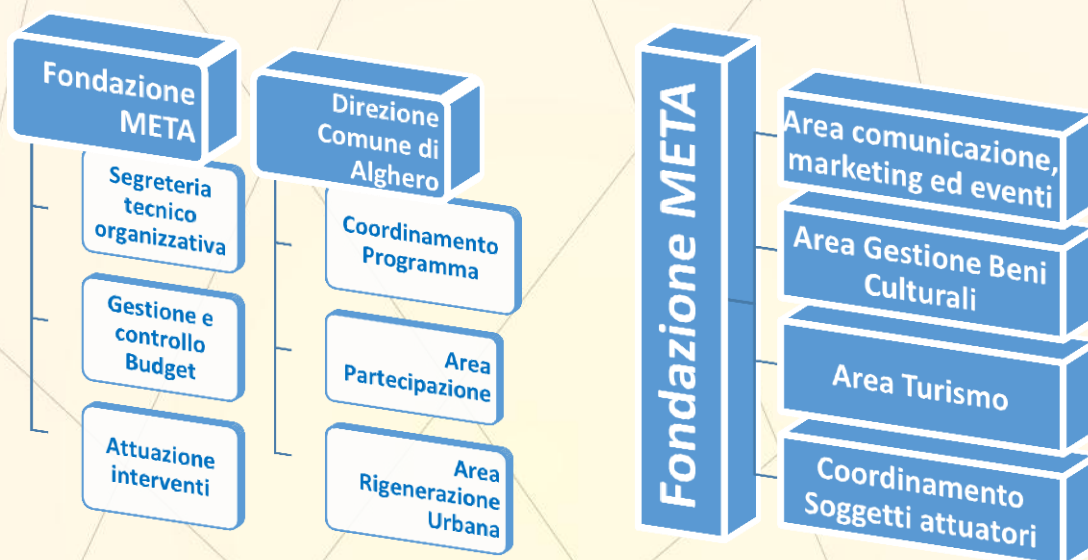 Fondazione
META
Segreteria
tecnico
organizzativa
Gestione e
controllo
Budget
Attuazione
interventi
Direzione
Comune di
Alghero
Coordinamento
Programma
Area
Partecipazione
Area
Rigenerazione
Urbana
Fondazione META
Area comunicazione,
marketing ed eventi
Area Gestione Beni
Culturali
Area Turismo
Coordinamento
Soggetti attuatori